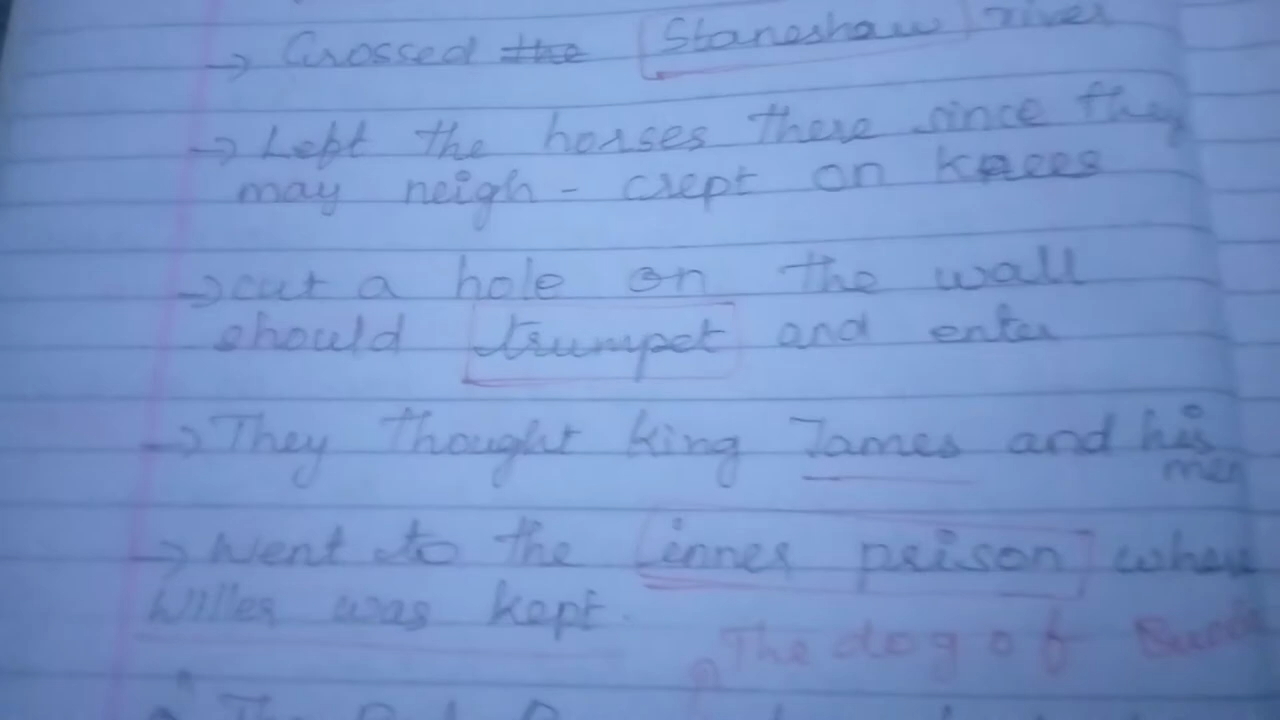 → Crossed the Staneshaw river
→ Left the horses there since they
may neigh - crept on knees
→ cut a hole on the wall
should trumpet and enter
→ They thought king James and his
men
→ Went to the inner prison where
Willes was kept.
The dog of
The